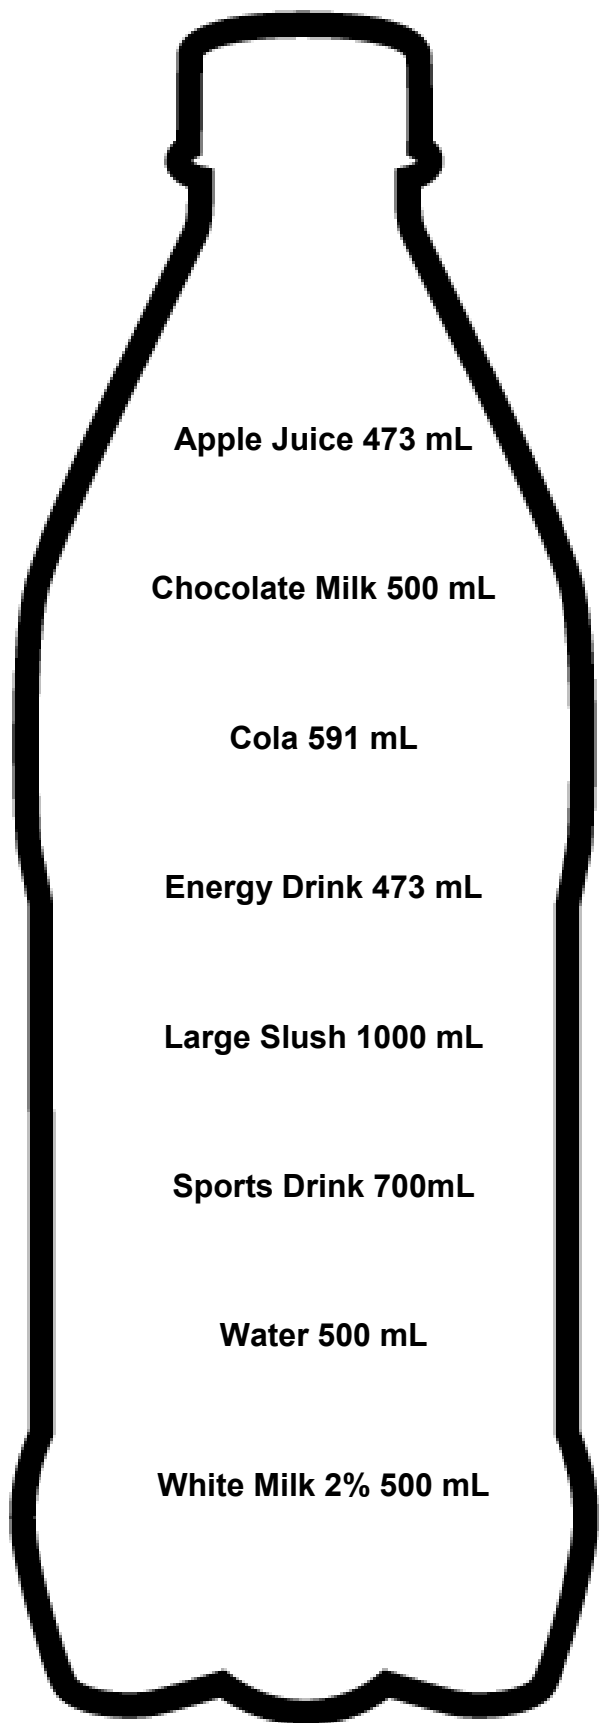 Apple Juice 473 mL
Chocolate Milk 500 mL
Cola 591 mL
Energy Drink 473 mL
Large Slush 1000 mL
Sports Drink 700mL
Water 500 mL
White Milk 2% 500 mL